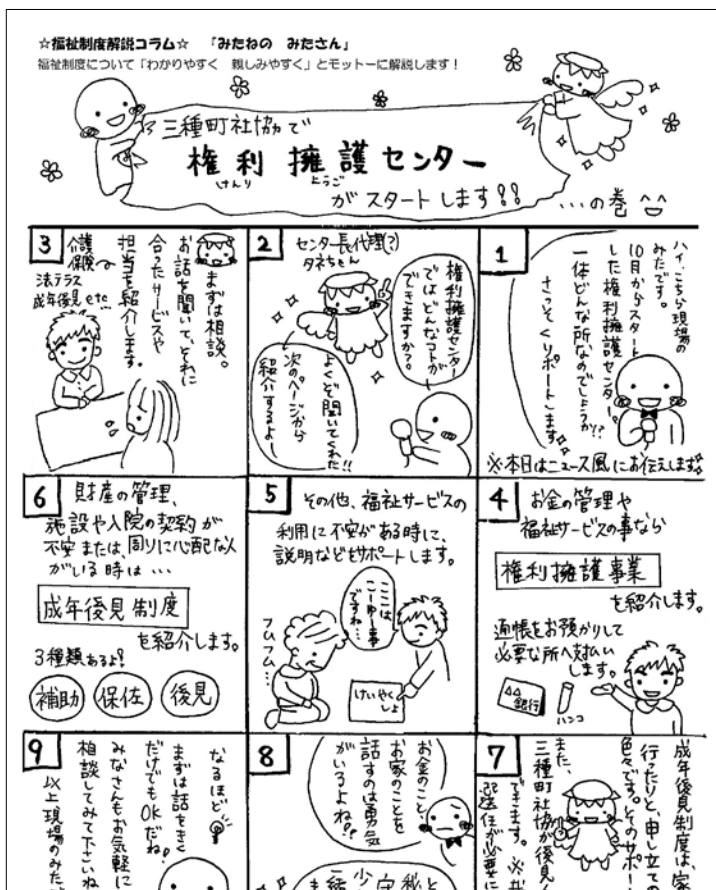 ☆福祉制度解説コラム☆ 『みたねの みたさん』
福祉制度について「わかりやすく 親しみやすく」とモットーに解説します！
三種町社協で
権利擁護センター
けんり ようご
がスタートします!!
…の巻 ^^
1
ハイ、こちら現場の
みたです。
10月からスタート
した権利擁護センター。
一体どんな所なのでしょうか!?
さっそくリポートします。
※本日はニュース風にお伝えします。
2
センター長代理(?)
タネちゃん
権利擁護センター
ではどんなコトが
できますか?
よくぞ聞いてくれた!!
次のページから
紹介するよー
3
まずは相談。
お話を聞いて、それに
合ったサービスや
担当を紹介します。
介護
保険
法テラス
成年後見 etc…
4
お金の管理や
福祉サービスの事なら
権利擁護事業
を紹介します。
通帳をお預かりして
必要な所へ支払い
します。
△△
銀行
ハンコ
5
その他、福祉サービスの
利用に不安がある時に、
説明などをサポートします。
ここは
こーゆー事
ですね…
フムフム…
けいやく
しょ
6
財産の管理、
施設や入院の契約が
不安または、周りに心配な人
がいる時は…
成年後見制度
を紹介します。
3種類あるよ!
補助
保佐
後見
7
成年後見制度は、家
行ったりと、申し立て
色々です。そのサポー
また、
三種町社協が後見
できます。
選任が必要に
8
お金のこと、
お家のことを
話すのは勇気
がいるよね!?
9
なるほど
まずは話をきく
だけでもOKだね!
みなさんもお気軽に
相談してみて下さいね
以上現場のみた